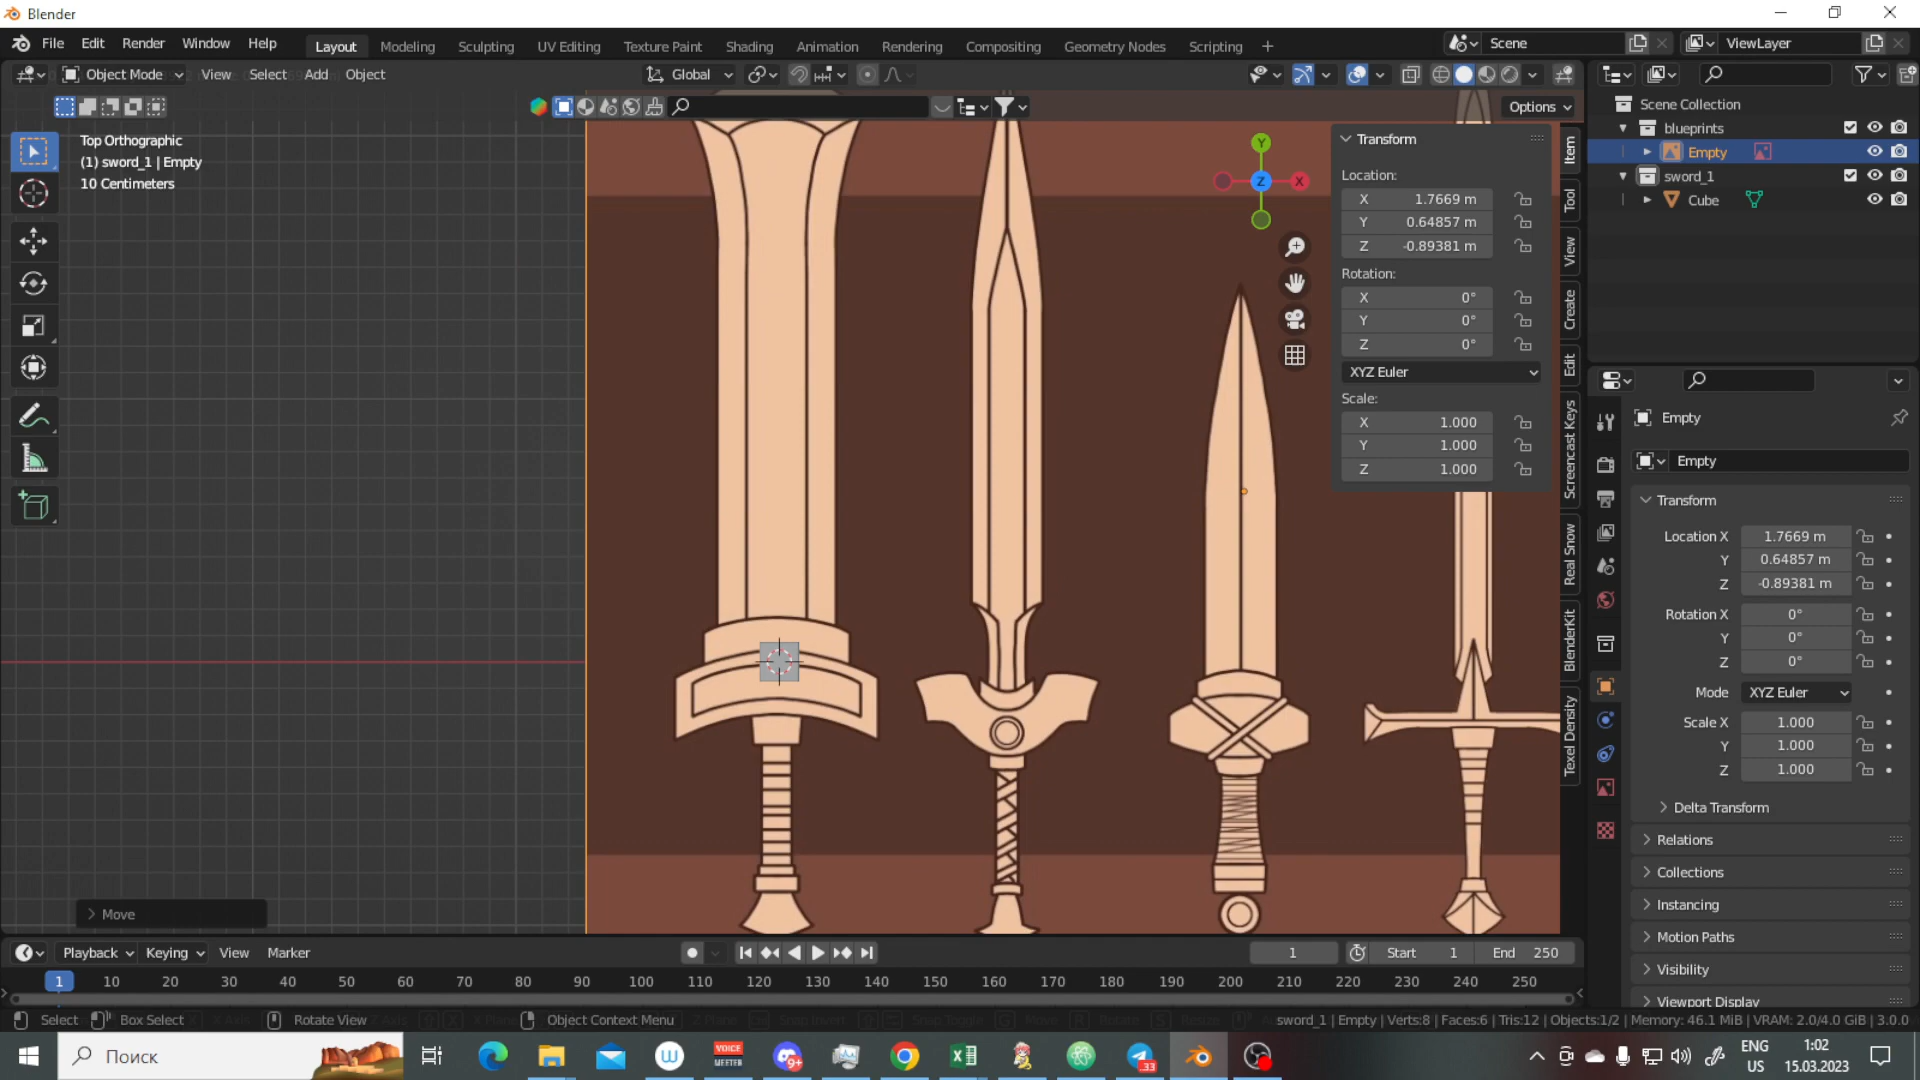 Blender
File Edit Render Window Help Layout Modeling Sculpting UV Editing Texture Paint Shading Animation Rendering Compositing Geometry Nodes Scripting + Scene ViewLayer
Object Mode View Select Add Object Global
Options
Top Orthographic
(1) sword_1 | Empty
10 Centimeters
Y
Z
X
Transform
Location:
X 1.7669 m
Y 0.64857 m
Z -0.89381 m
Rotation:
X 0°
Y 0°
Z 0°
XYZ Euler
Scale:
X 1.000
Y 1.000
Z 1.000
Item
Tool
View
Create
Edit
Screencast Keys
Real Snow
BlenderKit
Texel Density
Scene Collection
blueprints
Empty
sword_1
Cube
Empty
Empty
Transform
Location X 1.7669 m
Y 0.64857 m
Z -0.89381 m
Rotation X 0°
Y 0°
Z 0°
Mode XYZ Euler
Scale X 1.000
Y 1.000
Z 1.000
Delta Transform
Relations
Collections
Instancing
Motion Paths
Visibility
Viewport Display
Move
Playback Keying View Marker 1 Start 1 End 250
1 10 20 30 40 50 60 70 80 90 100 110 120 130 140 150 160 170 180 190 200 210 220 230 240 250
Select Box Select Rotate View Object Context Menu sword_1 | Empty | Verts:8 | Faces:6 | Tris:12 | Objects:1/2 | Memory: 46.1 MiB | VRAM: 2.0/4.0 GiB | 3.0.0
Поиск
VOICE
MEETER
9+
33
ENG
US
1:02
15.03.2023